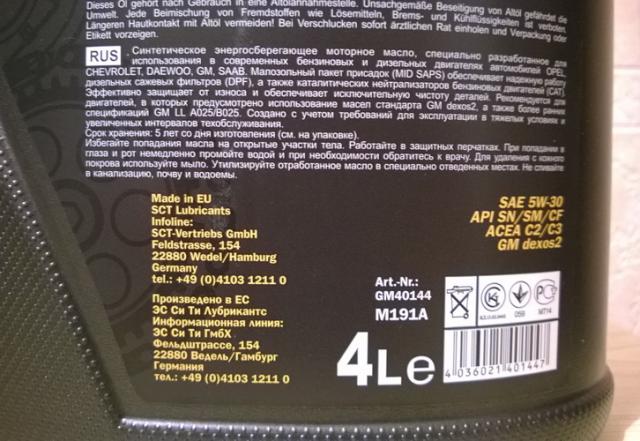 Dieses Öl gehört nach Gebrauch in eine Altölannahmestelle. Unsachgemäße Beseitigung von Altöl gefährdet die
Umwelt. Jede Beimischung von Fremdstoffen wie Lösemitteln, Brems- und Kühlflüssigkeiten ist verboten.
Längeren Hautkontakt mit Altöl vermeiden! Bei Verschlucken sofort ärztlichen Rat einholen und Verpackung oder
Etikett vorzeigen.
RUS Синтетическое энергосберегающее моторное масло, специально разработанное для
использования в современных бензиновых и дизельных двигателях автомобилей OPEL,
CHEVROLET, DAEWOO, GM, SAAB. Малозольный пакет присадок (MID SAPS) обеспечивает надежную работу
дизельных сажевых фильтров (DPF), а также каталитических нейтрализаторов бензиновых двигателей (CAT).
Эффективно защищает от износа и обеспечивает исключительную чистоту деталей. Рекомендуется для
двигателей, в которых предусмотрено использование масел стандарта GM dexos2, а также более ранних
спецификаций GM LL A025/B025. Создано с учетом требований для эксплуатации в тяжелых условиях и
увеличенных интервалах техобслуживания.
Срок хранения: 5 лет со дня изготовления (см. на упаковке).
Избегайте попадания масла на открытые участки тела. Работайте в защитных перчатках. При попадании в
глаза и рот немедленно промойте водой и при необходимости обратитесь к врачу. Для удаления с кожного
покрова используйте мыло. Утилизируйте отработанное масло в специально отведенных местах. Не сливайте
в канализацию, почву и водоемы.
Made in EU
SCT Lubricants
Infoline:
SCT-Vertriebs GmbH
Feldstrasse, 154
22880 Wedel/Hamburg
Germany
tel.: +49 (0)4103 1211 0
SAE 5W-30
API SN/SM/CF
ACEA C2/C3
GM dexos2
Произведено в ЕС
ЭС Си Ти Лубрикантс
Информационная линия:
ЭС Си Ти ГмбХ
Фельдштрассе, 154
22880 Ведель/Гамбург
Германия
тел.: +49 (0)4103 1211 0
Art.-Nr.:
GM40144
M191A
059
MT14
4L e
4 036021 401447